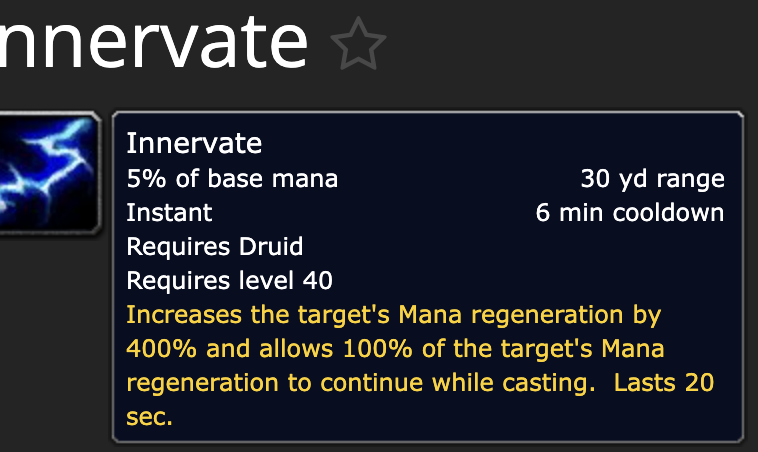 nnervate
Innervate
5% of base mana 30 yd range
Instant 6 min cooldown
Requires Druid
Requires level 40
Increases the target's Mana regeneration by
400% and allows 100% of the target's Mana
regeneration to continue while casting.  Lasts 20
sec.